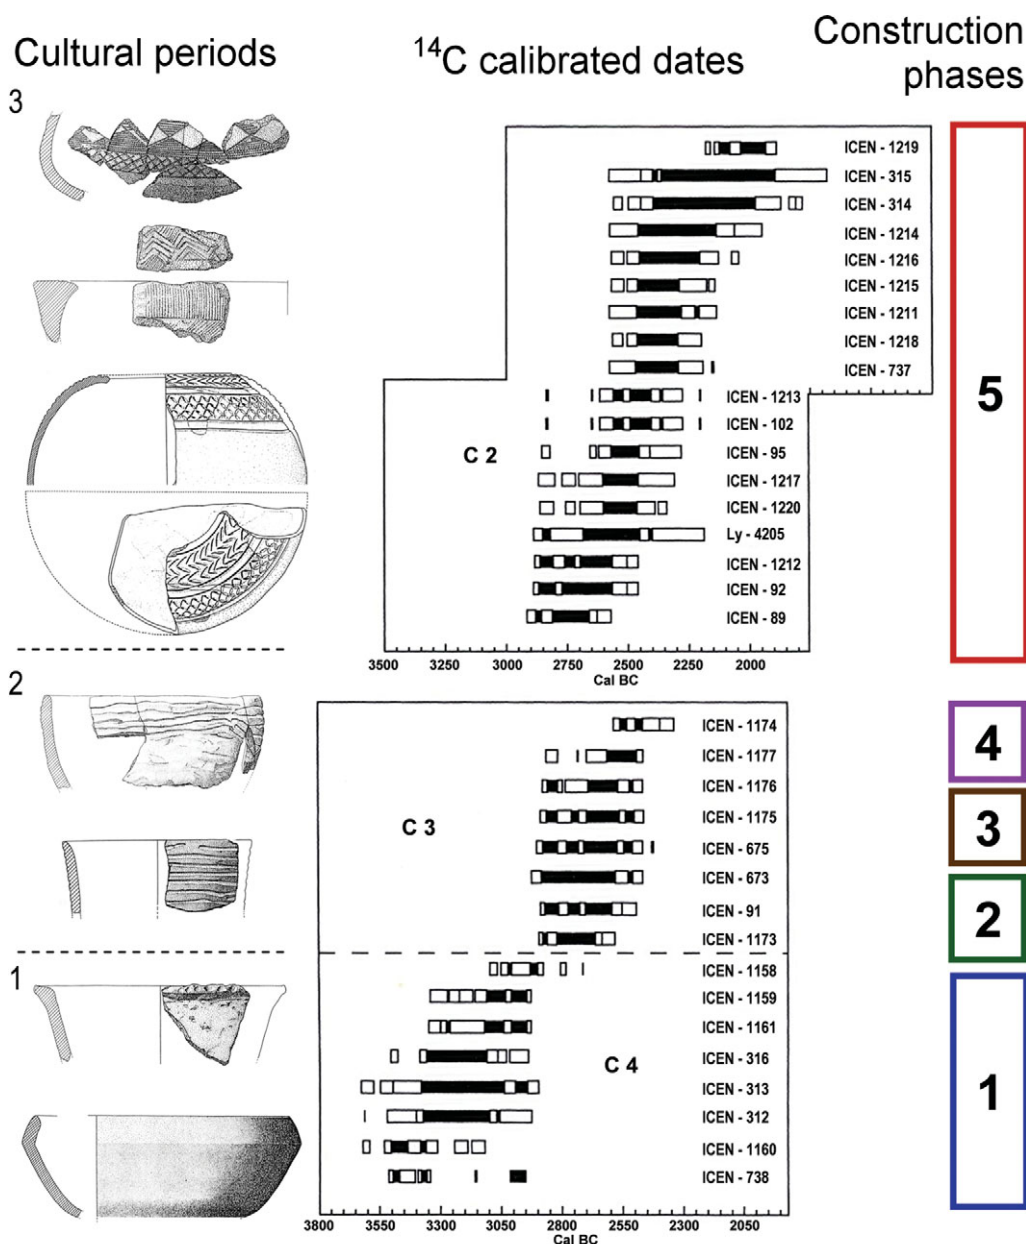 Cultural periods
14C calibrated dates
Construction
phases
3
ICEN - 1219
ICEN - 315
ICEN - 314
ICEN - 1214
ICEN - 1216
ICEN - 1215
ICEN - 1211
ICEN - 1218
ICEN - 737
ICEN - 1213
ICEN - 102
C 2
ICEN - 95
ICEN - 1217
ICEN - 1220
Ly - 4205
ICEN - 1212
ICEN - 92
ICEN - 89
5
3500 3250 3000 2750 2500 2250 2000
Cal BC
2
ICEN - 1174
ICEN - 1177
ICEN - 1176
ICEN - 1175
C 3
ICEN - 675
ICEN - 673
ICEN - 91
ICEN - 1173
4
3
2
1
ICEN - 1158
ICEN - 1159
ICEN - 1161
ICEN - 316
C 4
ICEN - 313
ICEN - 312
ICEN - 1160
ICEN - 738
1
3800 3550 3300 3050 2800 2550 2300 2050
Cal BC